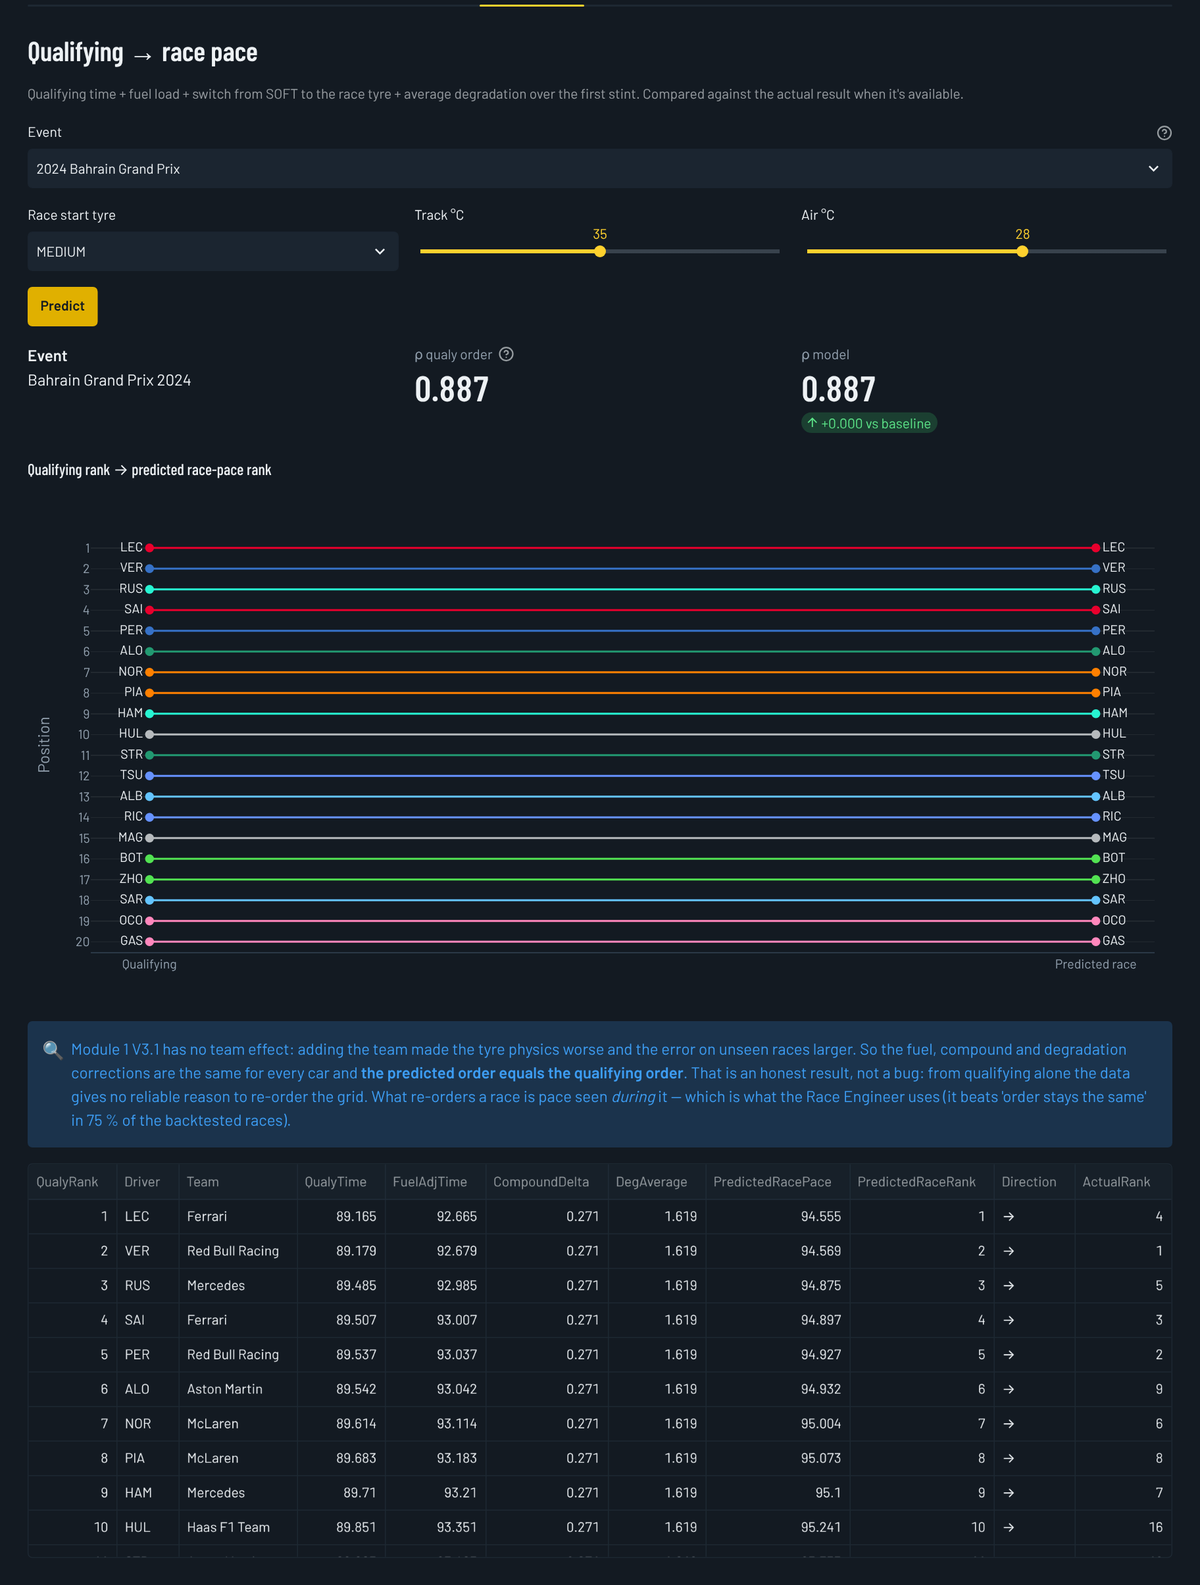 Qualifying → race pace
Qualifying time + fuel load + switch from SOFT to the race tyre + average degradation over the first stint. Compared against the actual result when it's available.
Event
2024 Bahrain Grand Prix
Race start tyre
Track °C
Air °C
MEDIUM
35
28
Predict
Event
Bahrain Grand Prix 2024
ρ qualy order
0.887
ρ model
0.887
↑ +0.000 vs baseline
Qualifying rank → predicted race-pace rank
Position
1 LEC LEC
2 VER VER
3 RUS RUS
4 SAI SAI
5 PER PER
6 ALO ALO
7 NOR NOR
8 PIA PIA
9 HAM HAM
10 HUL HUL
11 STR STR
12 TSU TSU
13 ALB ALB
14 RIC RIC
15 MAG MAG
16 BOT BOT
17 ZHO ZHO
18 SAR SAR
19 OCO OCO
20 GAS GAS
Qualifying Predicted race
Module 1 V3.1 has no team effect: adding the team made the tyre physics worse and the error on unseen races larger. So the fuel, compound and degradation
corrections are the same for every car and the predicted order equals the qualifying order. That is an honest result, not a bug: from qualifying alone the data
gives no reliable reason to re-order the grid. What re-orders a race is pace seen during it — which is what the Race Engineer uses (it beats 'order stays the same'
in 75 % of the backtested races).
QualyRank Driver Team QualyTime FuelAdjTime CompoundDelta DegAverage PredictedRacePace PredictedRaceRank Direction ActualRank
1 LEC Ferrari 89.165 92.665 0.271 1.619 94.555 1 → 4
2 VER Red Bull Racing 89.179 92.679 0.271 1.619 94.569 2 → 1
3 RUS Mercedes 89.485 92.985 0.271 1.619 94.875 3 → 5
4 SAI Ferrari 89.507 93.007 0.271 1.619 94.897 4 → 3
5 PER Red Bull Racing 89.537 93.037 0.271 1.619 94.927 5 → 2
6 ALO Aston Martin 89.542 93.042 0.271 1.619 94.932 6 → 9
7 NOR McLaren 89.614 93.114 0.271 1.619 95.004 7 → 6
8 PIA McLaren 89.683 93.183 0.271 1.619 95.073 8 → 8
9 HAM Mercedes 89.71 93.21 0.271 1.619 95.1 9 → 7
10 HUL Haas F1 Team 89.851 93.351 0.271 1.619 95.241 10 → 16